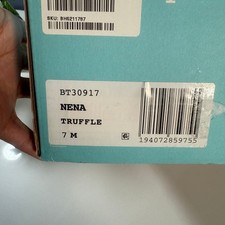 SKU: BH6211767
BT30917
NENA
TRUFFLE
7 M
194072859755